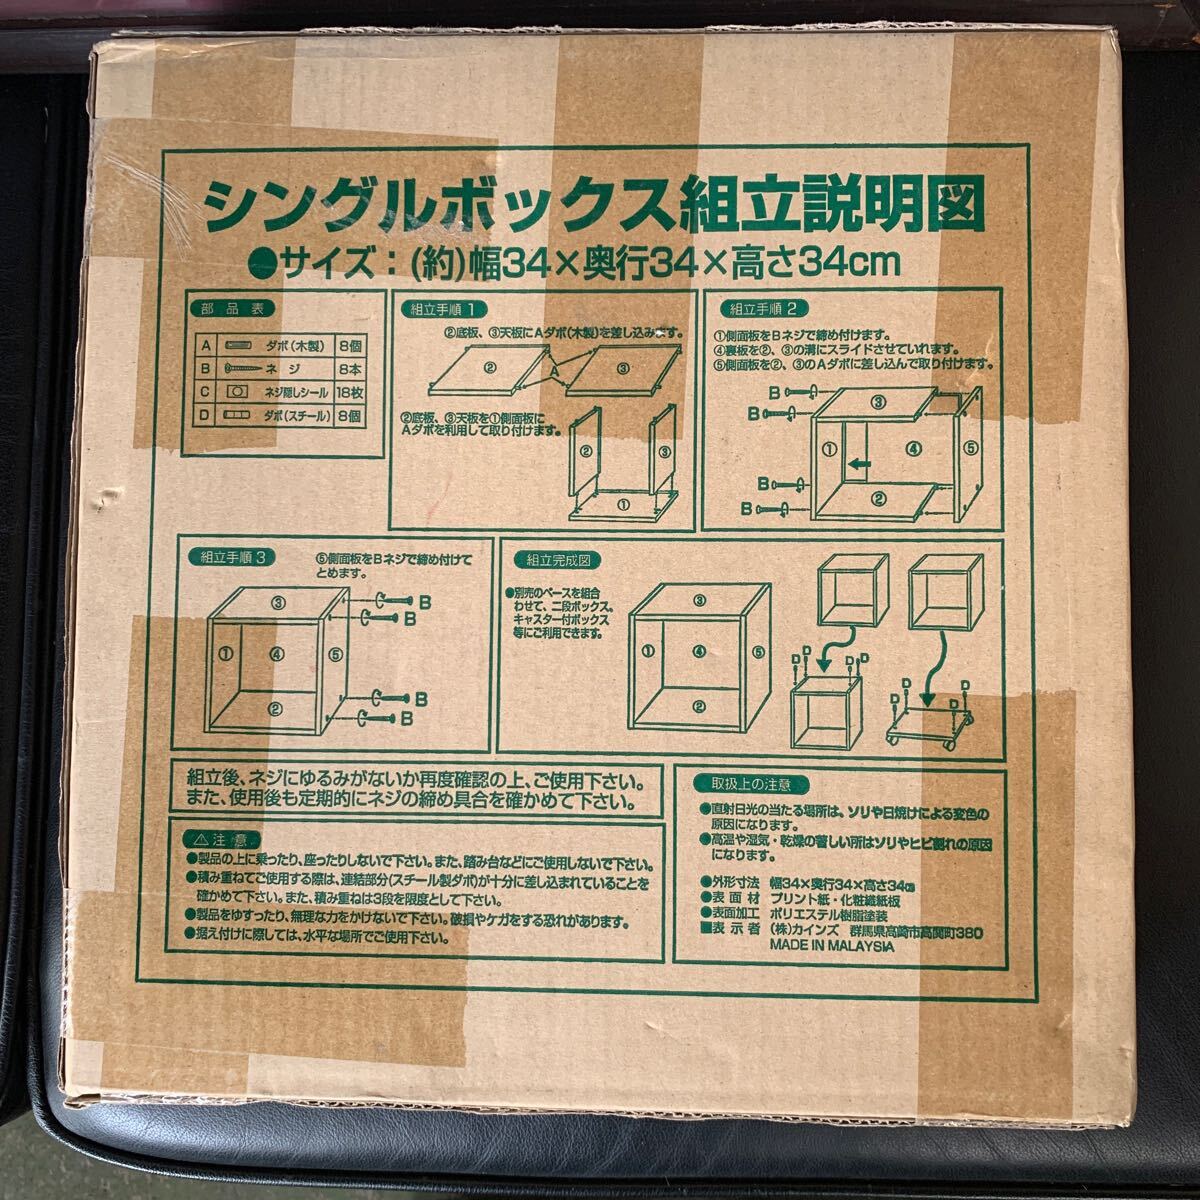 シングルボックス組立説明図
●サイズ：(約)幅34×奥行34×高さ34cm
部品表
A ダボ(木製) 8個
B ネジ 8本
C ネジ隠しシール 18枚
D ダボ(スチール) 8個
組立手順1
②底板、③天板にAダボ(木製)を差し込みます。
② A ③
②底板、③天板を①側面板に
Aダボを利用して取り付けます。
② ③
①
組立手順2
①側面板をBネジで締め付けます。
④裏板を②、③の溝にスライドさせていれます。
⑤側面板を②、③のAダボに差し込んで取り付けます。
B ③
B
① ④ ⑤
B ②
B
組立手順3
⑤側面板をBネジで締め付けて
とめます。
③ B
B
① ④ ⑤
B
② B
組立完成図
●別売のベースを組合
わせて、二段ボックス。
キャスター付ボックス
等にご利用できます。
③
① ④ ⑤
②
D D D D
D D
D D
組立後、ネジにゆるみがないか再度確認の上、ご使用下さい。
また、使用後も定期的にネジの締め具合を確かめて下さい。
⚠注意
●製品の上に乗ったり、座ったりしないで下さい。また、踏み台などにご使用しないで下さい。
●積み重ねてご使用する際は、連結部分(スチール製ダボ)が十分に差し込まれていることを
確かめて下さい。また、積み重ねは3段を限度として下さい。
●製品をゆすったり、無理な力をかけないで下さい。破損やケガをする恐れがあります。
●据え付けに際しては、水平な場所でご使用下さい。
取扱上の注意
●直射日光の当たる場所は、ソリや日焼けによる変色の
原因になります。
●高温や湿気・乾燥の著しい所はソリやヒビ割れの原因
になります。
●外形寸法 幅34×奥行34×高さ34cm
●表面材 プリント紙・化粧繊紙板
●表面加工 ポリエステル樹脂塗装
■表示者 (株)カインズ 群馬県高崎市高関町380
MADE IN MALAYSIA